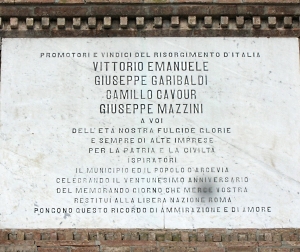 PROMOTORI E VINDICI DEL RISORGIMENTO D'ITALIA
VITTORIO EMANUELE
GIUSEPPE GARIBALDI
CAMILLO CAVOUR
GIUSEPPE MAZZINI
A VOI
DELL'ETÀ NOSTRA FULGIDE GLORIE
E SEMPRE DI ALTE IMPRESE
PER LA PATRIA E LA CIVILTÀ
ISPIRATORI
IL MUNICIPIO ED IL POPOLO D'ARCEVIA
CELEBRANDO IL VENTUNESIMO ANNIVERSARIO
DEL MEMORANDO GIORNO CHE MERCÈ VOSTRA
RESTITUÌ ALLA LIBERA NAZIONE ROMA
PONGONO QUESTO RICORDO DI AMMIRAZIONE E DI AMORE